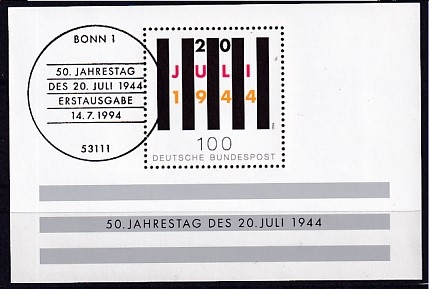 BONN 1
50. JAHRESTAG
DES 20. JULI 1944
ERSTAUSGABE
14.7.1994
53111
20
JULI
1944
100
DEUTSCHE BUNDESPOST
50. JAHRESTAG DES 20. JULI 1944